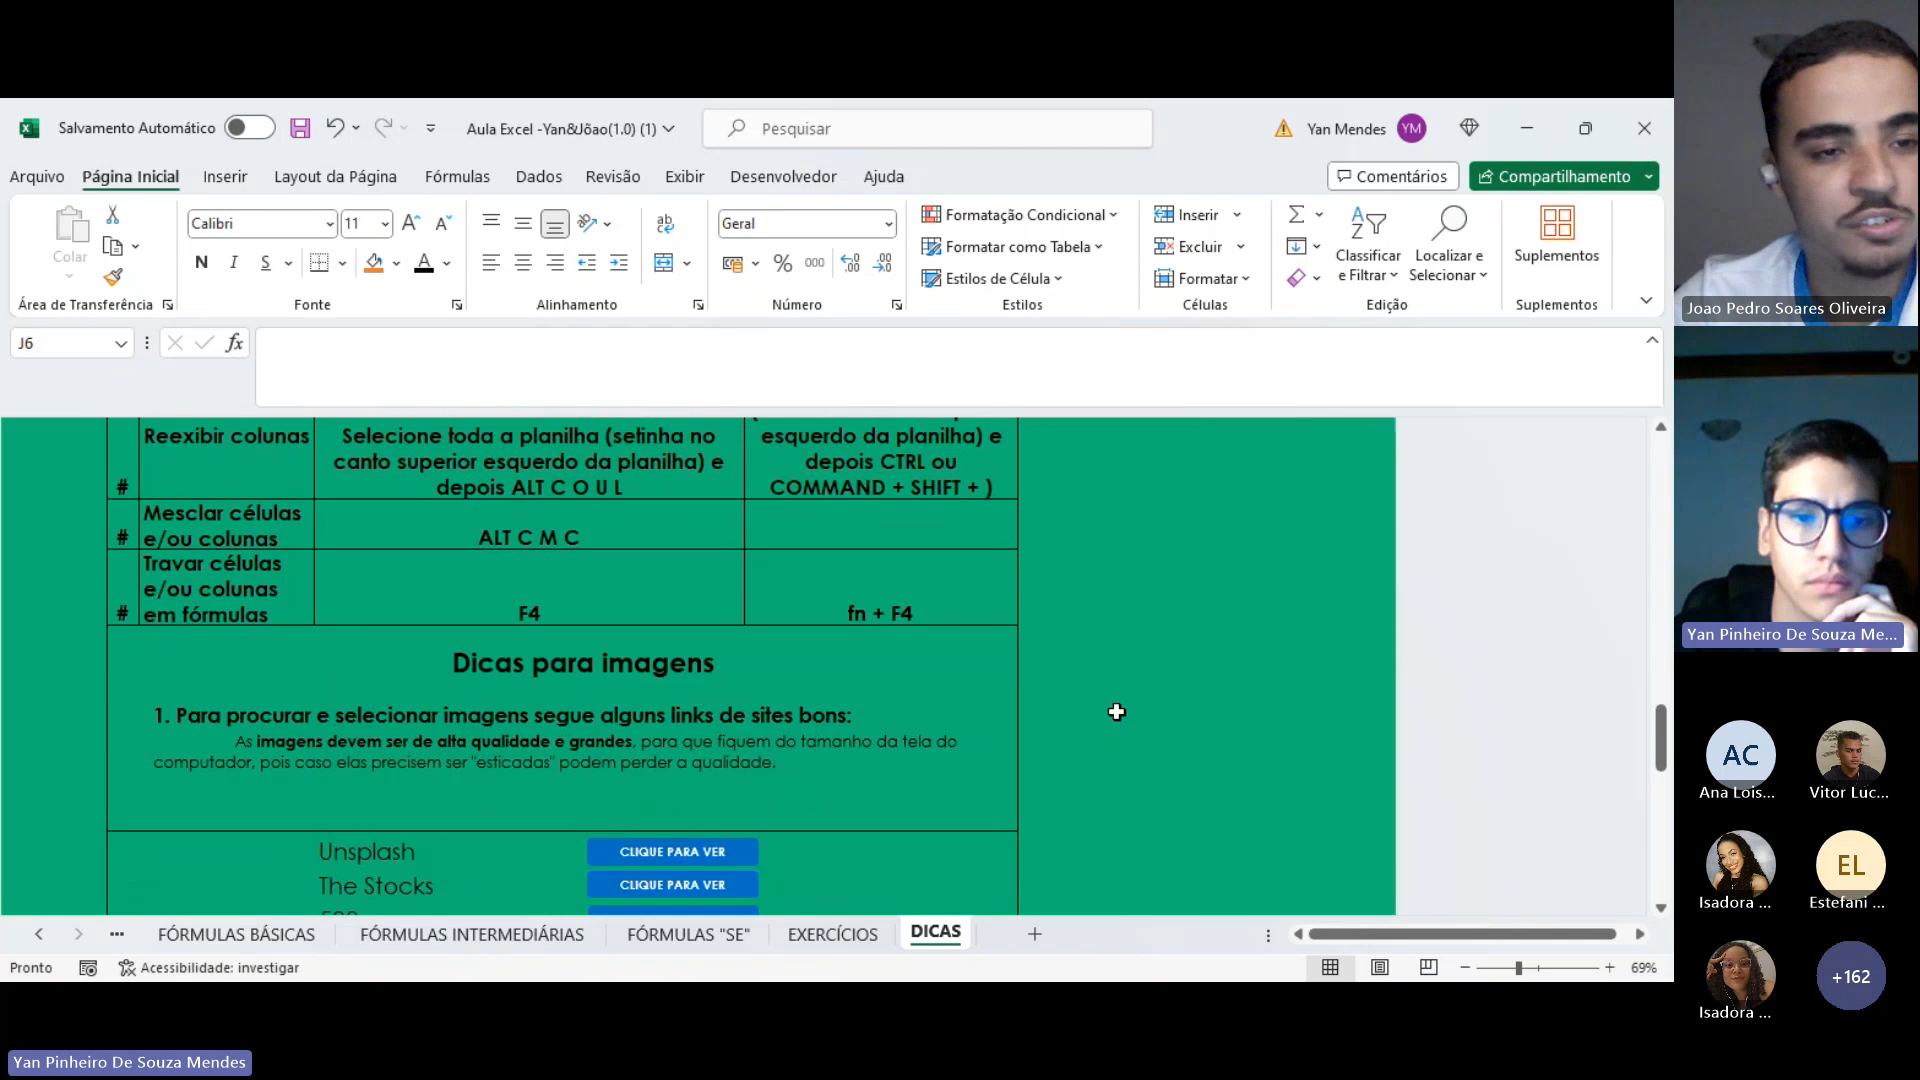 Salvamento Automático
Aula Excel -Yan&Jõao(1.0) (1)
Pesquisar
Yan Mendes
YM
Arquivo
Página Inicial
Inserir
Layout da Página
Fórmulas
Dados
Revisão
Exibir
Desenvolvedor
Ajuda
Comentários
Compartilhamento
Colar
Área de Transferência
Calibri
11
N
I
S
Fonte
ab
Alinhamento
Geral
%
000
Número
Formatação Condicional
Formatar como Tabela
Estilos de Célula
Estilos
Inserir
Excluir
Formatar
Células
Classificar
e Filtrar
Localizar e
Selecionar
Edição
Suplementos
Suplementos
J6
fx
Reexibir colunas
#
Selecione toda a planilha (setinha no
canto superior esquerdo da planilha) e
depois ALT C O U L
esquerdo da planilha) e
depois CTRL ou
COMMAND + SHIFT + )
Mesclar células
# e/ou colunas
ALT C M C
Travar células
e/ou colunas
# em fórmulas
F4
fn + F4
Dicas para imagens
1. Para procurar e selecionar imagens segue alguns links de sites bons:
As imagens devem ser de alta qualidade e grandes, para que fiquem do tamanho da tela do
computador, pois caso elas precisem ser "esticadas" podem perder a qualidade.
Unsplash
CLIQUE PARA VER
The Stocks
CLIQUE PARA VER
FÓRMULAS BÁSICAS
FÓRMULAS INTERMEDIÁRIAS
FÓRMULAS "SE"
EXERCÍCIOS
DICAS
Pronto
Acessibilidade: investigar
69%
Joao Pedro Soares Oliveira
Yan Pinheiro De Souza Me...
AC
Ana Lois...
Vitor Luc...
Isadora ...
EL
Estefani ...
Isadora ...
+162
Yan Pinheiro De Souza Mendes